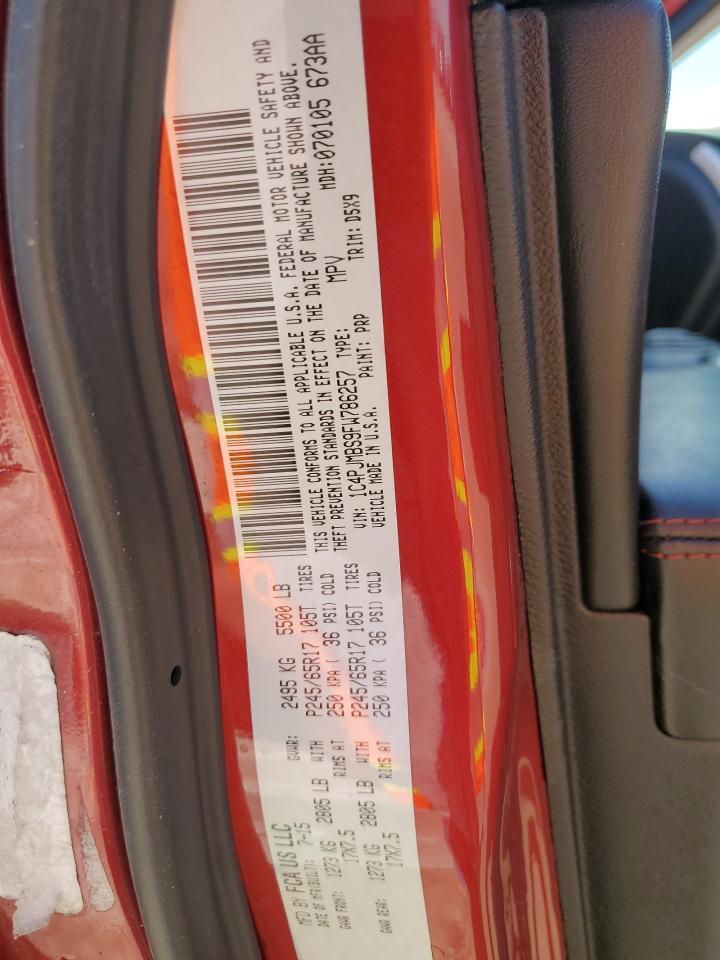 MFD BY FCA US LLC
DATE OF MFR(BUILT): 7-15 GVWR: 2495 KG 5500 LB
GAWR FRONT: 1273 KG 2805 LB WITH P245/65R17 105T TIRES
17X7.5 RIMS AT 250 KPA ( 36 PSI) COLD
GAWR REAR: 1273 KG 2805 LB WITH P245/65R17 105T TIRES
17X7.5 RIMS AT 250 KPA ( 36 PSI) COLD
THIS VEHICLE CONFORMS TO ALL APPLICABLE U.S.A. FEDERAL MOTOR VEHICLE SAFETY AND
THEFT PREVENTION STANDARDS IN EFFECT ON THE DATE OF MANUFACTURE SHOWN ABOVE.
VIN: 1C4PJMBS9FW786257 TYPE: MPV MDH:070105 673AA
VEHICLE MADE IN U.S.A. PAINT: PRP TRIM: D5X9